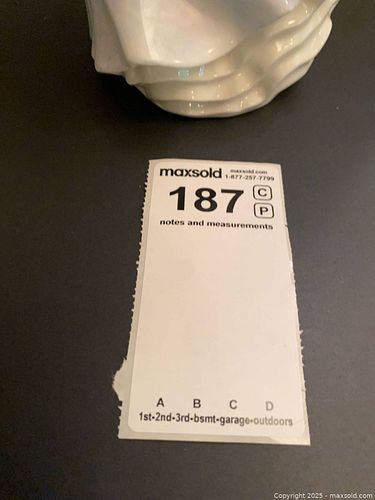 maxsold maxsold.com
1-877-257-7799
187 C
P
notes and measurements
A B C D
1st-2nd-3rd-bsmt-garage-outdoors
Copyright 2025 - maxsold.com